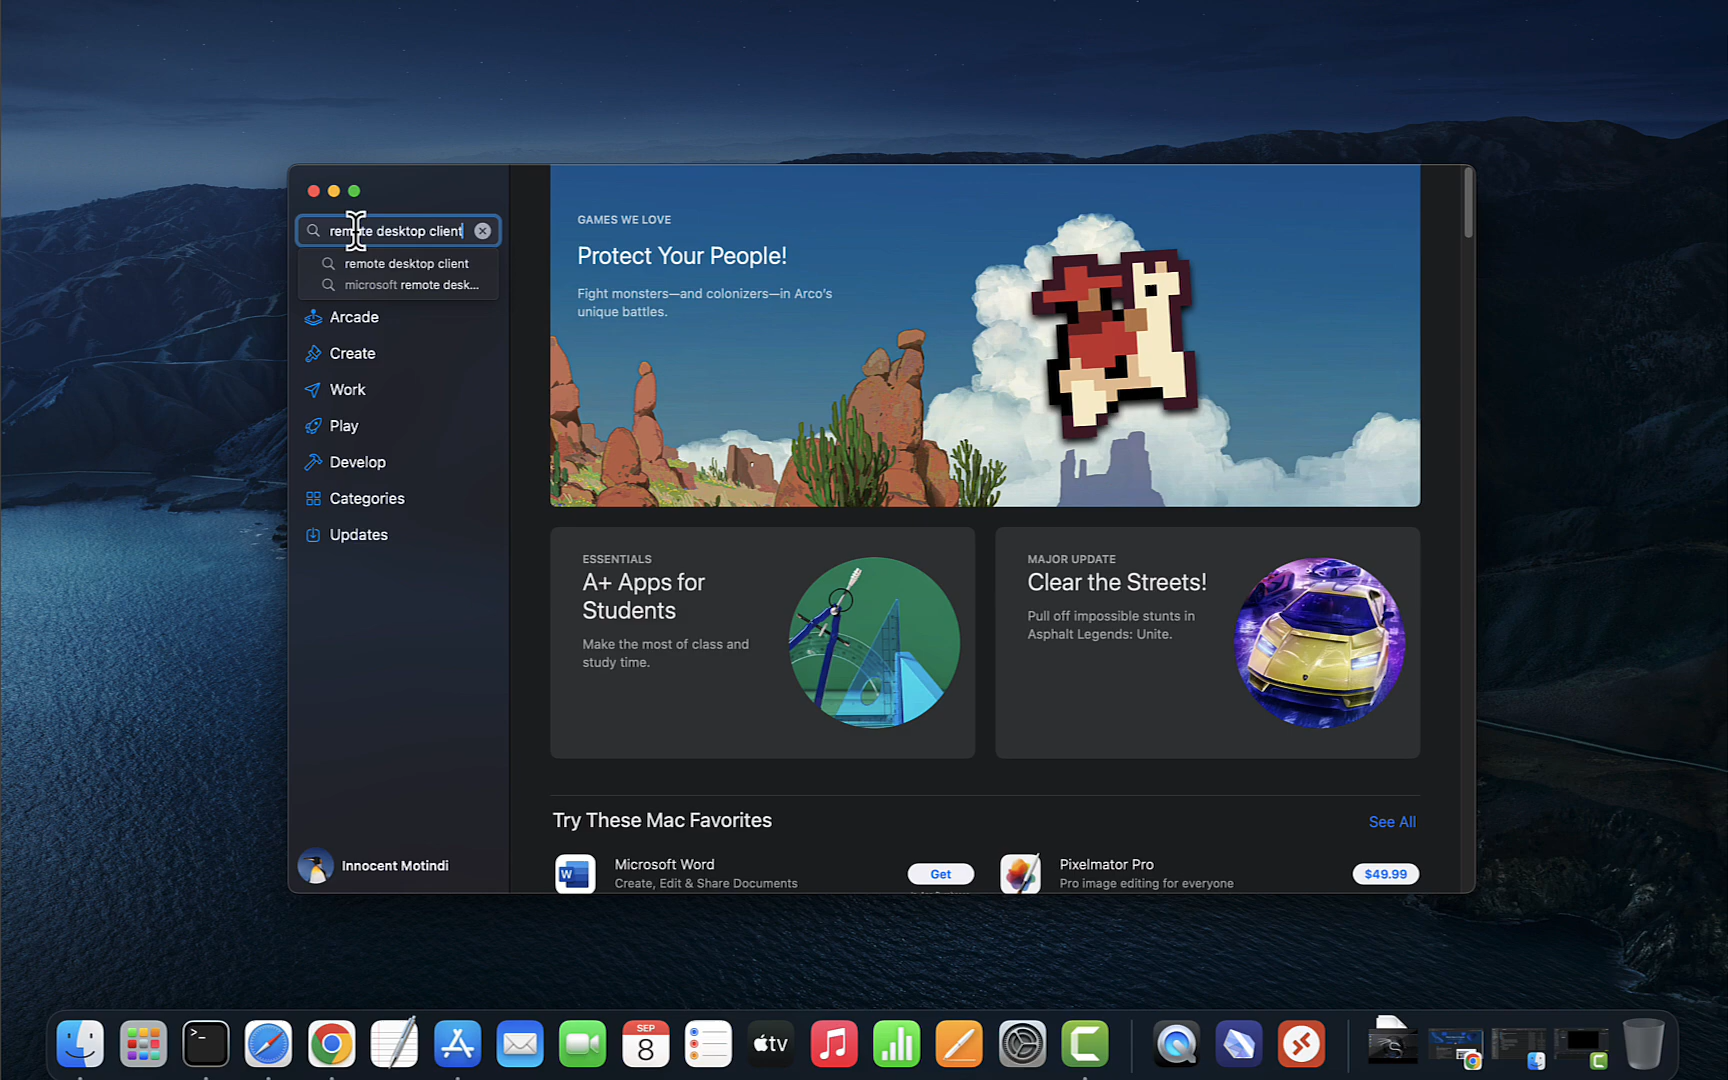 remote desktop client
remote desktop client
microsoft remote desk...
Arcade
Create
Work
Play
Develop
Categories
Updates
Innocent Motindi
GAMES WE LOVE
Protect Your People!
Fight monsters—and colonizers—in Arco's
unique battles.
ESSENTIALS
A+ Apps for
Students
Make the most of class and
study time.
MAJOR UPDATE
Clear the Streets!
Pull off impossible stunts in
Asphalt Legends: Unite.
Try These Mac Favorites
See All
Microsoft Word
Create, Edit & Share Documents
Get
Pixelmator Pro
Pro image editing for everyone
$49.99
SEP
8
tv